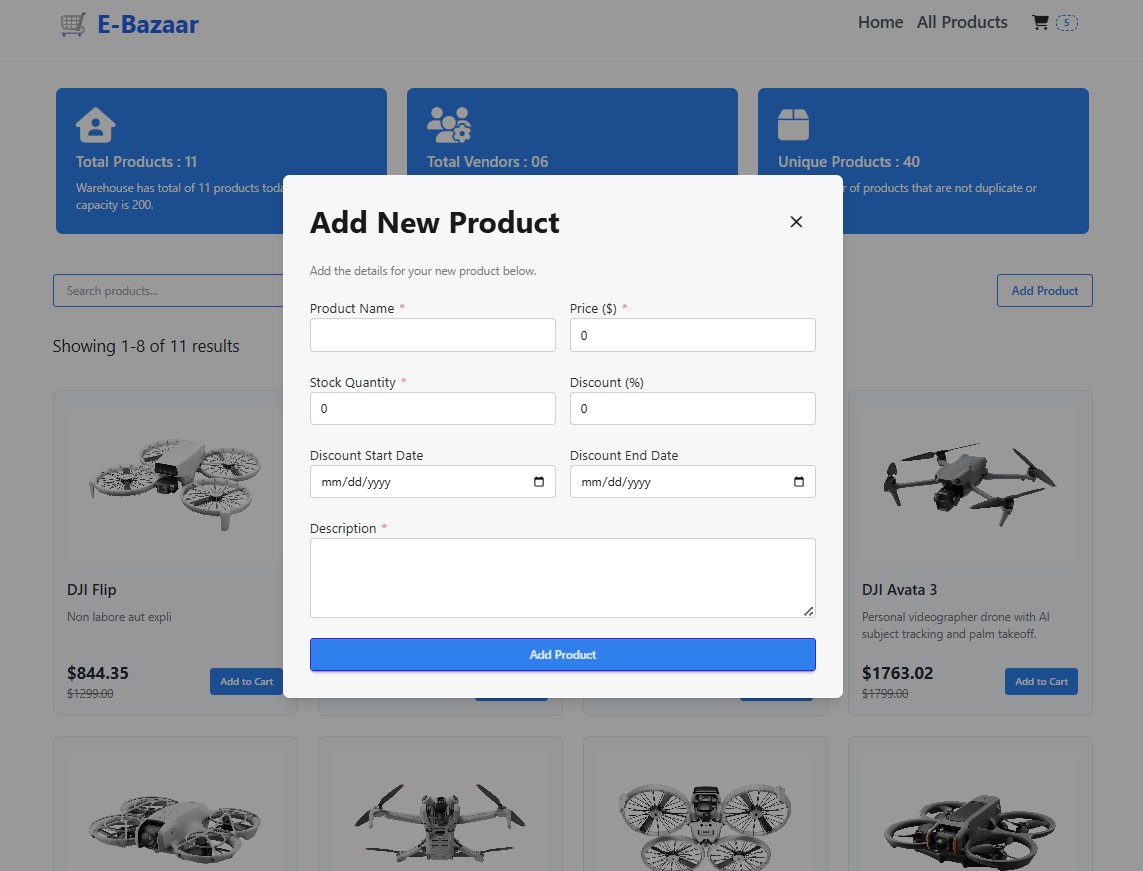 E-Bazaar
Home All Products 5
Total Products : 11
Warehouse has total of 11 products
capacity is 200.
Total Vendors : 06
Unique Products : 40
of products that are not duplicate or
Search products...
Add Product
Showing 1-8 of 11 results
Add New Product
Add the details for your new product below.
Product Name *
Price ($) *
0
Stock Quantity *
Discount (%)
0
0
Discount Start Date
Discount End Date
mm/dd/yyyy
mm/dd/yyyy
Description *
Add Product
DJI Flip
Non labore aut expli
$844.35
$1299.00
Add to Cart
DJI Avata 3
Personal videographer drone with AI
subject tracking and palm takeoff.
$1763.02
$1799.00
Add to Cart